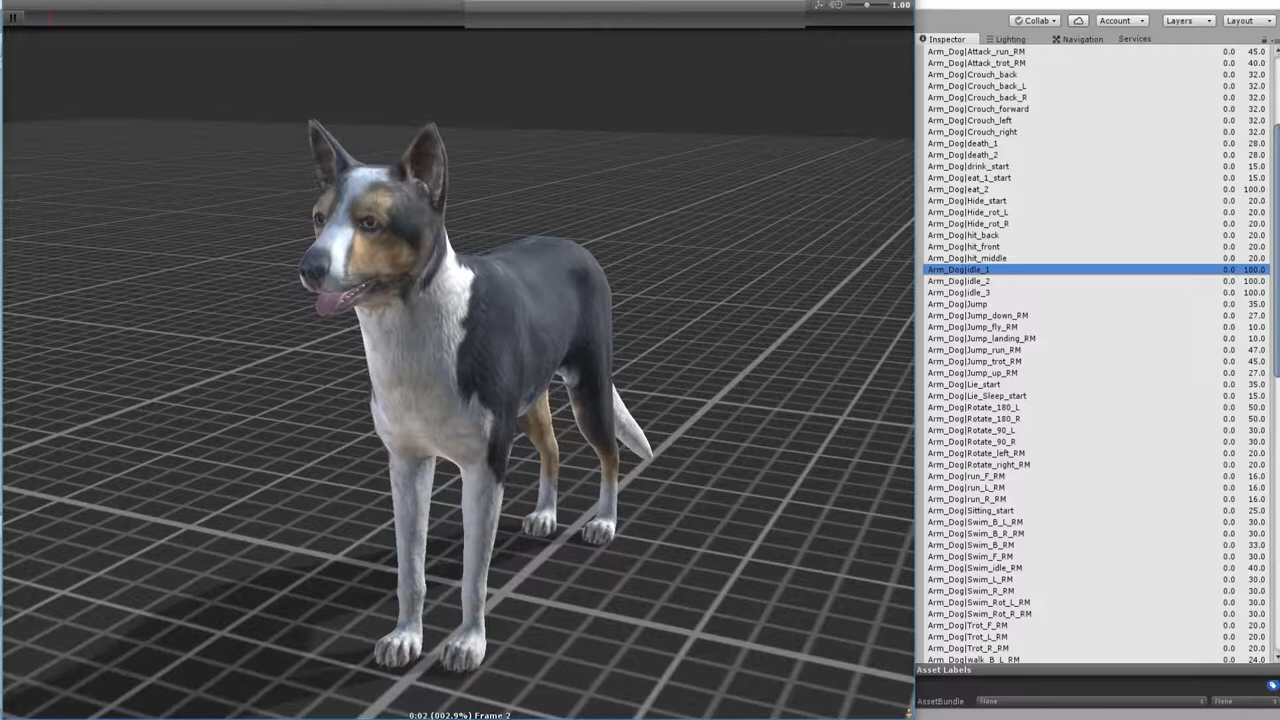 1.00
Collab
Account
Layers
Layout
Inspector
Lighting
Navigation
Services
Arm_Dog|Attack_run_RM 0.0 45.0
Arm_Dog|Attack_trot_RM 0.0 40.0
Arm_Dog|Crouch_back 0.0 32.0
Arm_Dog|Crouch_back_L 0.0 32.0
Arm_Dog|Crouch_back_R 0.0 32.0
Arm_Dog|Crouch_forward 0.0 32.0
Arm_Dog|Crouch_left 0.0 32.0
Arm_Dog|Crouch_right 0.0 32.0
Arm_Dog|death_1 0.0 28.0
Arm_Dog|death_2 0.0 28.0
Arm_Dog|drink_start 0.0 15.0
Arm_Dog|eat_1_start 0.0 15.0
Arm_Dog|eat_2 0.0 100.0
Arm_Dog|Hide_start 0.0 20.0
Arm_Dog|Hide_rot_L 0.0 20.0
Arm_Dog|Hide_rot_R 0.0 20.0
Arm_Dog|hit_back 0.0 20.0
Arm_Dog|hit_front 0.0 20.0
Arm_Dog|hit_middle 0.0 20.0
Arm_Dog|idle_1 0.0 100.0
Arm_Dog|idle_2 0.0 100.0
Arm_Dog|idle_3 0.0 100.0
Arm_Dog|Jump 0.0 35.0
Arm_Dog|Jump_down_RM 0.0 27.0
Arm_Dog|Jump_fly_RM 0.0 10.0
Arm_Dog|Jump_landing_RM 0.0 10.0
Arm_Dog|Jump_run_RM 0.0 47.0
Arm_Dog|Jump_trot_RM 0.0 45.0
Arm_Dog|Jump_up_RM 0.0 27.0
Arm_Dog|Lie_start 0.0 35.0
Arm_Dog|Lie_Sleep_start 0.0 15.0
Arm_Dog|Rotate_180_L 0.0 50.0
Arm_Dog|Rotate_180_R 0.0 50.0
Arm_Dog|Rotate_90_L 0.0 30.0
Arm_Dog|Rotate_90_R 0.0 30.0
Arm_Dog|Rotate_left_RM 0.0 20.0
Arm_Dog|Rotate_right_RM 0.0 20.0
Arm_Dog|run_F_RM 0.0 16.0
Arm_Dog|run_L_RM 0.0 16.0
Arm_Dog|run_R_RM 0.0 16.0
Arm_Dog|Sitting_start 0.0 25.0
Arm_Dog|Swim_B_L_RM 0.0 30.0
Arm_Dog|Swim_B_R_RM 0.0 30.0
Arm_Dog|Swim_B_RM 0.0 33.0
Arm_Dog|Swim_F_RM 0.0 30.0
Arm_Dog|Swim_idle_RM 0.0 40.0
Arm_Dog|Swim_L_RM 0.0 30.0
Arm_Dog|Swim_R_RM 0.0 30.0
Arm_Dog|Swim_Rot_L_RM 0.0 30.0
Arm_Dog|Swim_Rot_R_RM 0.0 30.0
Arm_Dog|Trot_F_RM 0.0 20.0
Arm_Dog|Trot_L_RM 0.0 20.0
Arm_Dog|Trot_R_RM 0.0 20.0
Arm_Dog|walk_B_L_RM 0.0 24.0
Asset Labels
AssetBundle None None
0:02 (002.9%) Frame 2